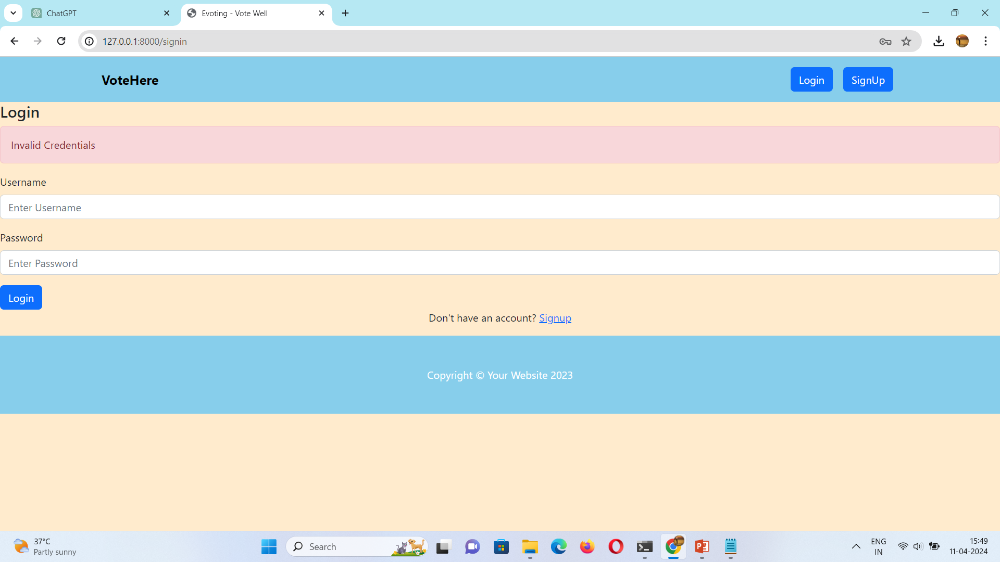 ChatGPT
Evoting - Vote Well
127.0.0.1:8000/signin
VoteHere
Login
SignUp
Login
Invalid Credentials
Username
Enter Username
Password
Enter Password
Login
Don't have an account? Signup
Copyright © Your Website 2023
37°C
Partly sunny
Search
ENG
IN
15:49
11-04-2024